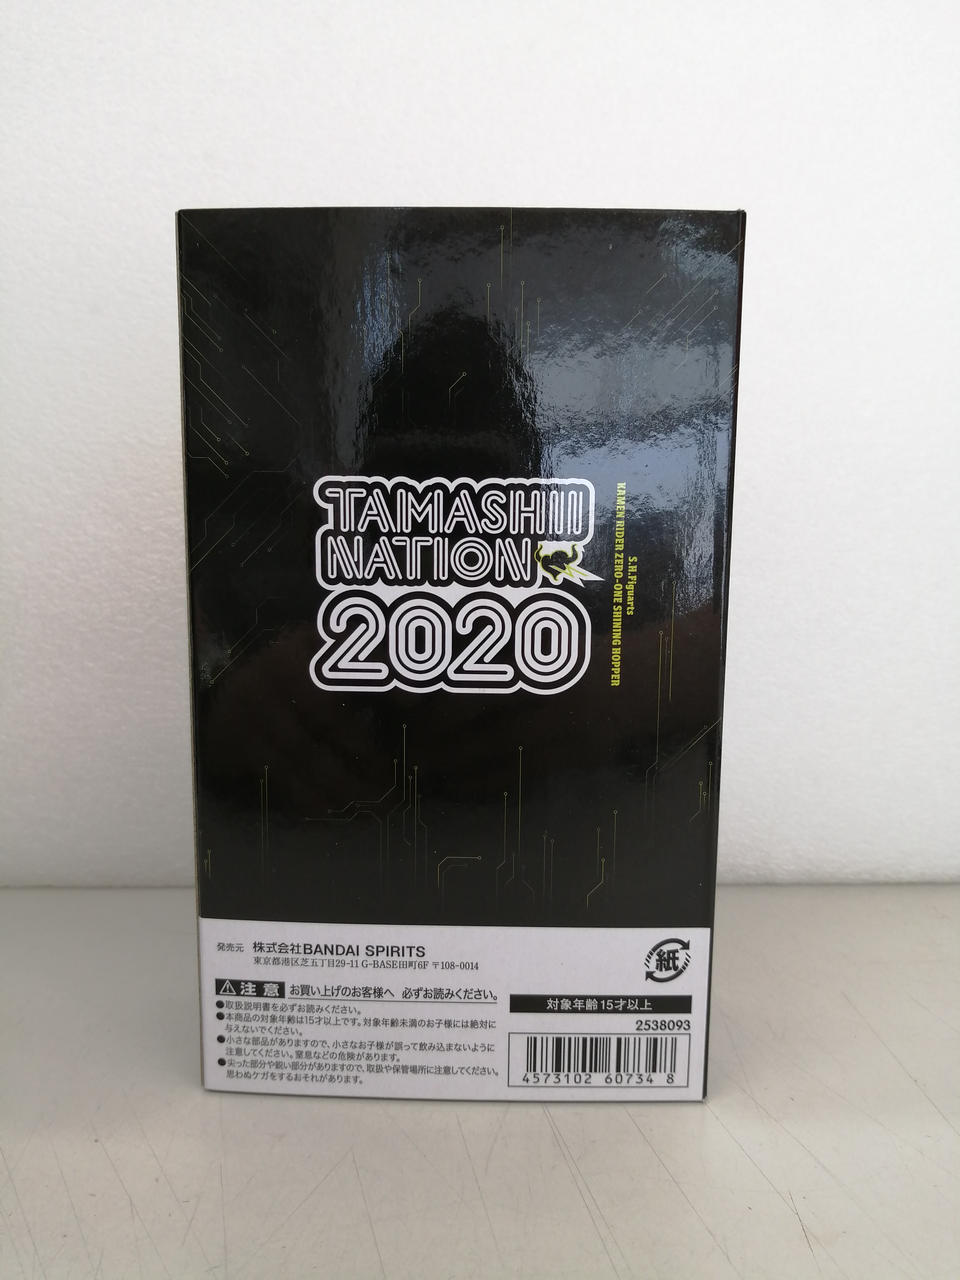 TAMASHII
NATION
2020
S.H.Figuarts
KAMEN RIDER ZERO-ONE SHINING HOPPER
発売元 株式会社BANDAI SPIRITS
東京都港区芝五丁目29-11 G-BASE田町6F 〒108-0014
紙
注意 お買い上げのお客様へ 必ずお読みください。
●取扱説明書を必ずお読みください。
●本商品の対象年齢は15才以上です。対象年齢未満のお子様には絶対に
与えないでください。
●小さな部品がありますので、小さなお子様が誤って飲み込まないように
注意してください。窒息などの危険があります。
●尖った部分や鋭い部分がありますので、取扱や保管場所に注意してください。
思わぬケガをするおそれがあります。
対象年齢15才以上
2538093
4573102 60734 8